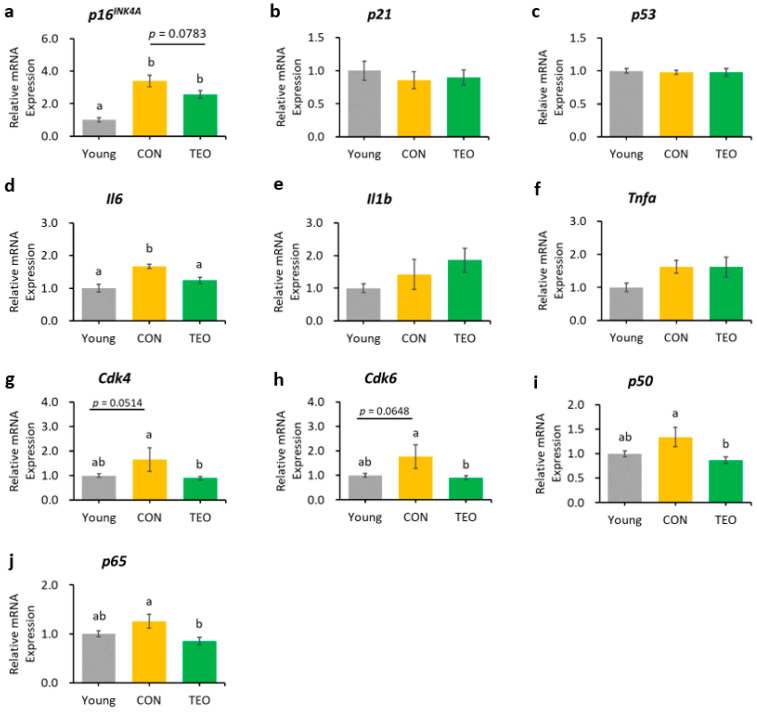 a p16^INK4A b p21 c p53
Relative mRNA Expression 6.0 4.0 2.0 0.0 a b b p = 0.0783 Young CON TEO
Relative mRNA Expression 1.5 1.0 0.5 0.0 Young CON TEO
Relaive mRNA Expression 1.5 1.0 0.5 0.0 Young CON TEO
d Il6 e Il1b f Tnfa
Relative mRNA Expression 3.0 2.0 1.0 0.0 a b a Young CON TEO
Relative mRNA Expression 3.0 2.0 1.0 0.0 Young CON TEO
Relative mRNA Expression 3.0 2.0 1.0 0.0 Young CON TEO
g Cdk4 h Cdk6 i p50
Relative mRNA Expression 4.0 3.0 2.0 1.0 0.0 p = 0.0514 ab a b Young CON TEO
Relative mRNA Expression 4.0 3.0 2.0 1.0 0.0 p = 0.0648 ab a b Young CON TEO
Relative mRNA Expression 2.0 1.5 1.0 0.5 0.0 ab a b Young CON TEO
j p65
Relative mRNA Expression 2.0 1.0 0.0 ab a b Young CON TEO